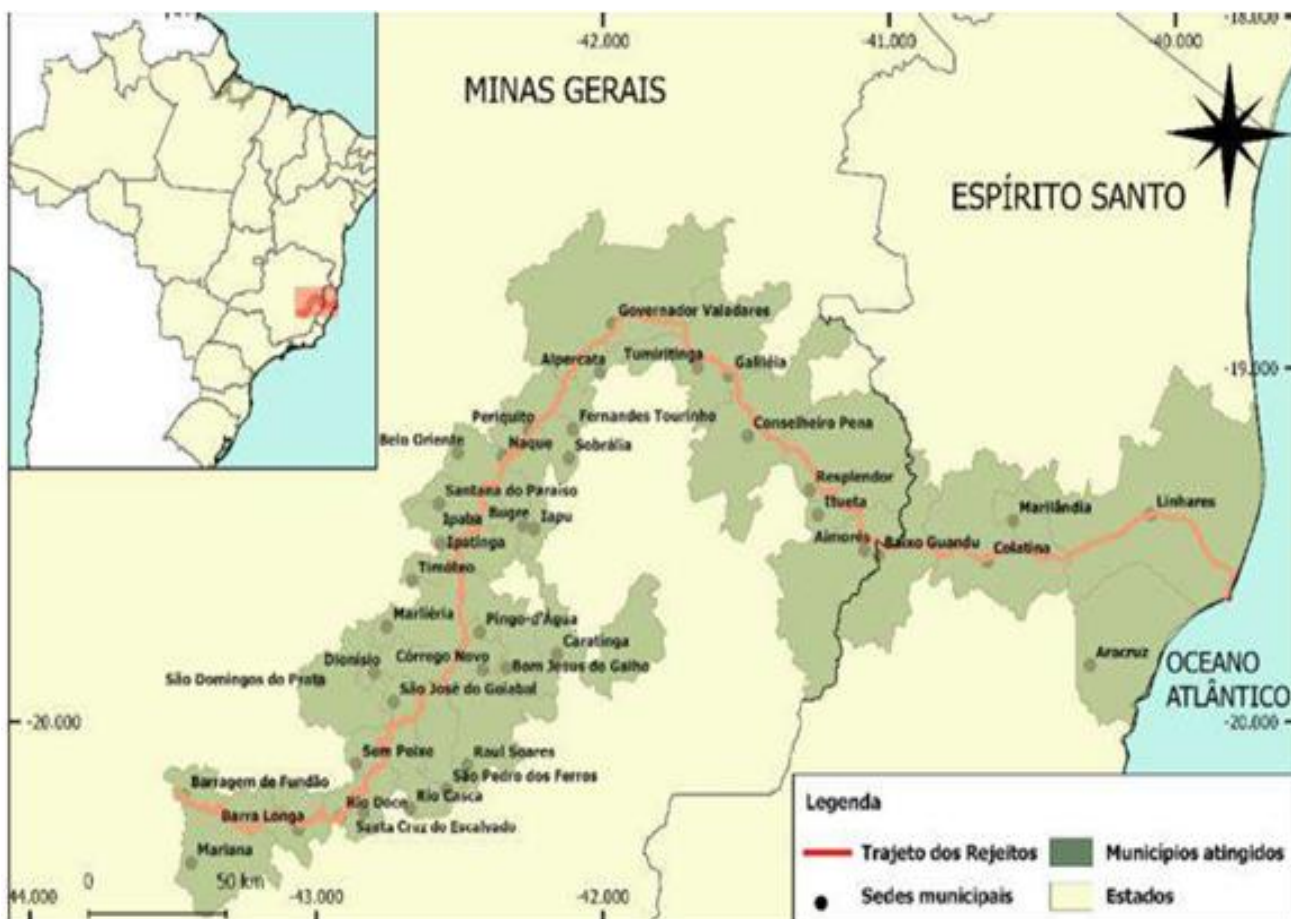 -42.000
-41.000
-40.000
-18.000
MINAS GERAIS
ESPÍRITO SANTO
Governador Valadares
Alpercata
Tumiritinga
Galiléia
-19.000
Periquito
Fernandes Tourinho
Conselheiro Pena
Belo Oriente
Naque
Sobrália
Resplendor
Santana do Paraíso
Itueta
Marilândia
Linhares
Ipaba
Bugre
Iapu
Ipatinga
Aimorés
Baixo Guandu
Colatina
Timóteo
Marliéria
Pingo-d'Água
Caratinga
Dionísio
Córrego Novo
Bom Jesus do Galho
Aracruz
São Domingos do Prata
São José do Goiabal
OCEANO
ATLÂNTICO
-20.000
-20.000
Sem Peixe
Raul Soares
Barragem de Fundão
São Pedro dos Ferros
Rio Doce
Rio Casca
Barra Longa
Santa Cruz do Escalvado
Mariana
Legenda
Trajeto dos Rejeitos
Municípios atingidos
Sedes municipais
Estados
0
50 km
-44.000
-43.000
-42.000